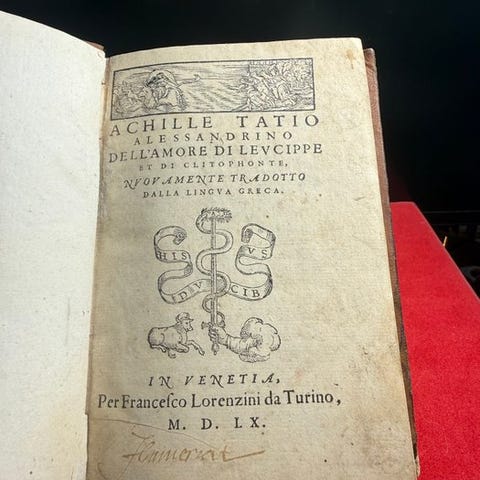 ACHILLE TATIO
ALESSANDRINO
DELL'AMORE DI LEVCIPPE
ET DI CLITOPHONTE,
NVOVAMENTE TRADOTTO
DALLA LINGVA GRECA.
HIS VS
DV CIB
IN VENETIA,
Per Francesco Lorenzini da Turino,
M. D. LX.